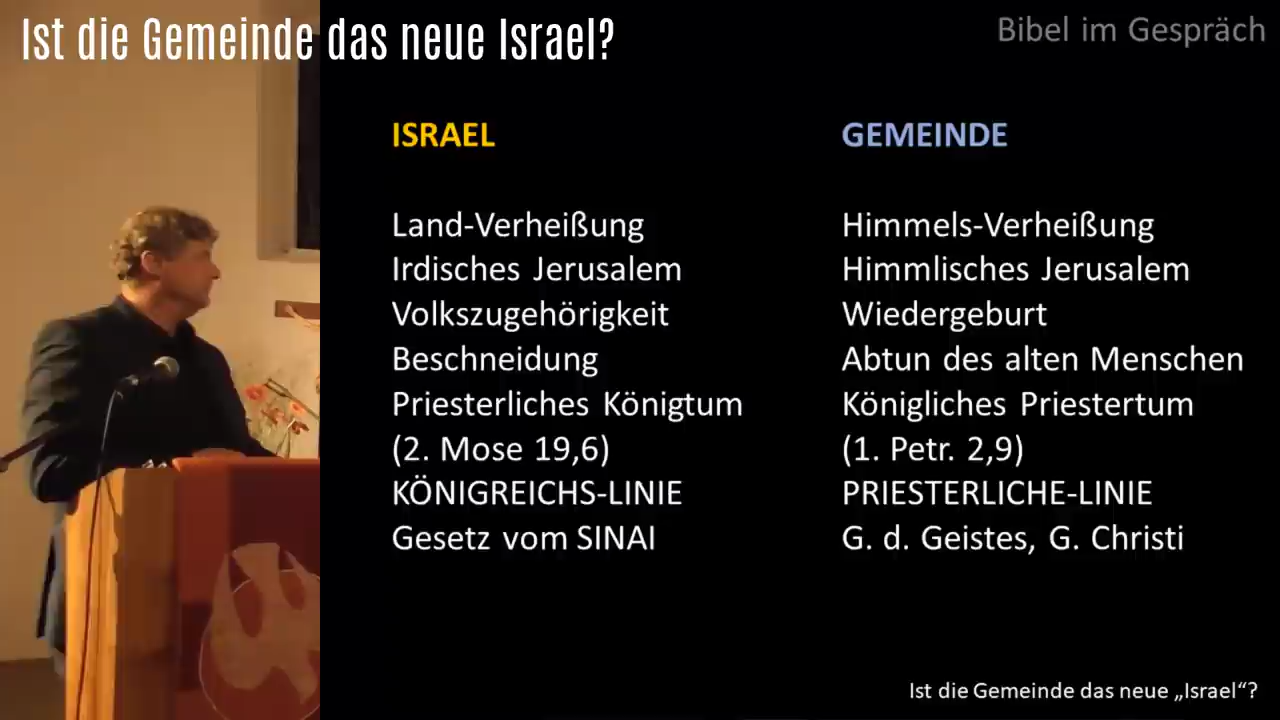 Ist die Gemeinde das neue Israel?
Bibel im Gespräch
ISRAEL
Land-Verheißung
Irdisches Jerusalem
Volkszugehörigkeit
Beschneidung
Priesterliches Königtum
(2. Mose 19,6)
KÖNIGREICHS-LINIE
Gesetz vom SINAI
GEMEINDE
Himmels-Verheißung
Himmlisches Jerusalem
Wiedergeburt
Abtun des alten Menschen
Königliches Priestertum
(1. Petr. 2,9)
PRIESTERLICHE-LINIE
G. d. Geistes, G. Christi
Ist die Gemeinde das neue „Israel“?